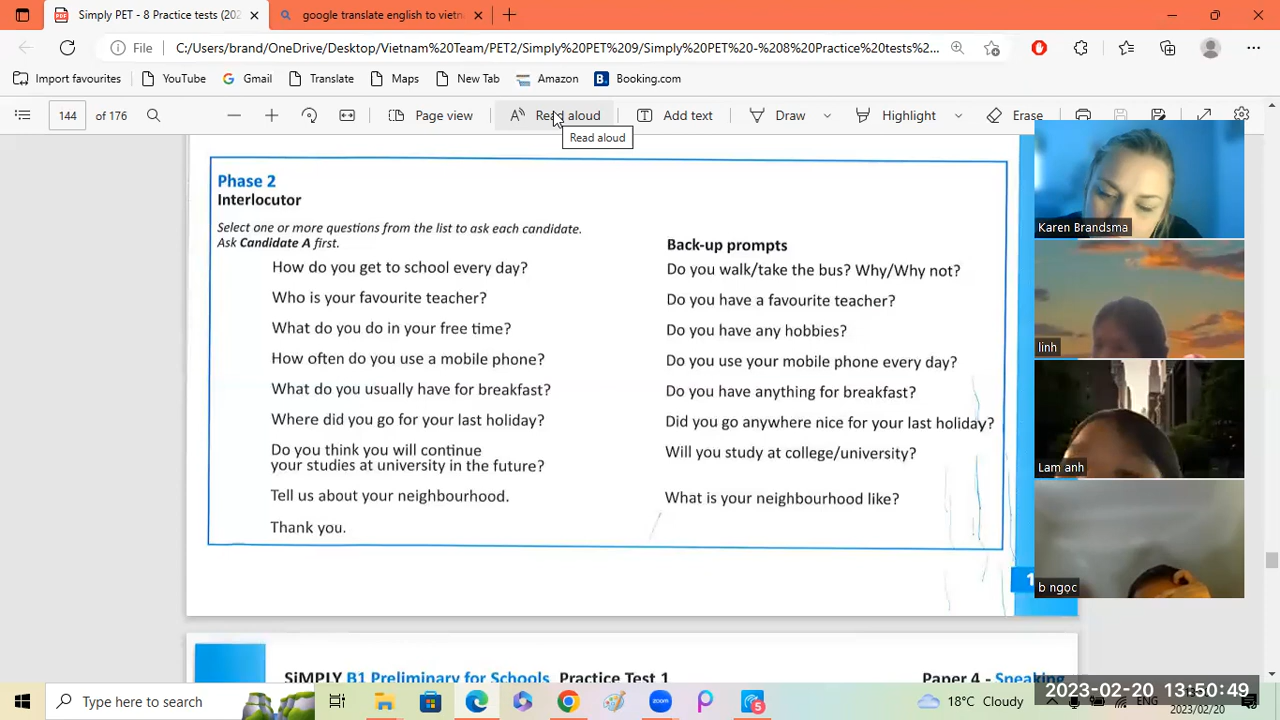 Simply PET - 8 Practice tests (202
google translate english to vietn
File
C:/Users/brand/OneDrive/Desktop/Vietnam%20Team/PET2/Simply%20PET%209/Simply%20PET%20-%208%20Practice%20tests%...
Import favourites
YouTube
Gmail
Translate
Maps
New Tab
Amazon
Booking.com
144 of 176
Page view
Read aloud
Add text
Draw
Highlight
Erase
Read aloud
Phase 2
Interlocutor
Select one or more questions from the list to ask each candidate.
Ask Candidate A first.
Back-up prompts
How do you get to school every day?
Do you walk/take the bus? Why/Why not?
Who is your favourite teacher?
Do you have a favourite teacher?
What do you do in your free time?
Do you have any hobbies?
How often do you use a mobile phone?
Do you use your mobile phone every day?
What do you usually have for breakfast?
Do you have anything for breakfast?
Where did you go for your last holiday?
Did you go anywhere nice for your last holiday?
Do you think you will continue
your studies at university in the future?
Will you study at college/university?
Tell us about your neighbourhood.
What is your neighbourhood like?
Thank you.
SiMPLY B1 Preliminary for Schools Practice Test 1
Paper 4 - Speaking
Karen Brandsma
linh
Lam anh
b ngọc
Type here to search
zoom
5
18°C Cloudy
ENG
2023-02-20 13:50:49
2023/02/20